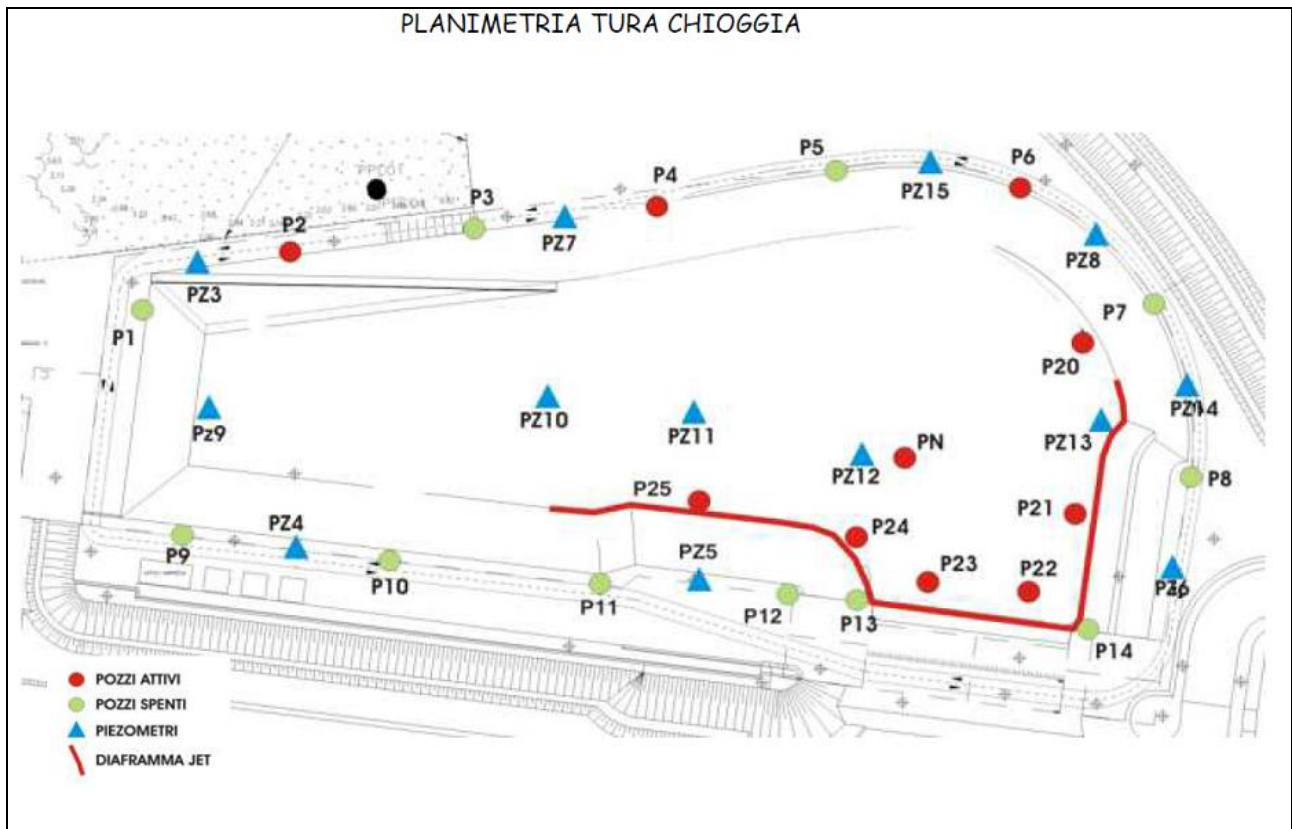 PLANIMETRIA TURA CHIOGGIA
P5
P6
PZ15
P4
P3
P2
PZ7
PZ8
PZ3
P1
P7
P20
PZ14
Pz9
PZ10
PZ11
PZ13
PN
PZ12
P8
P25
P21
P24
PZ4
P9
PZ5
P10
P23
P22
PZ6
P11
P12
P13
P14
POZZI ATTIVI
POZZI SPENTI
PIEZOMETRI
DIAFRAMMA JET